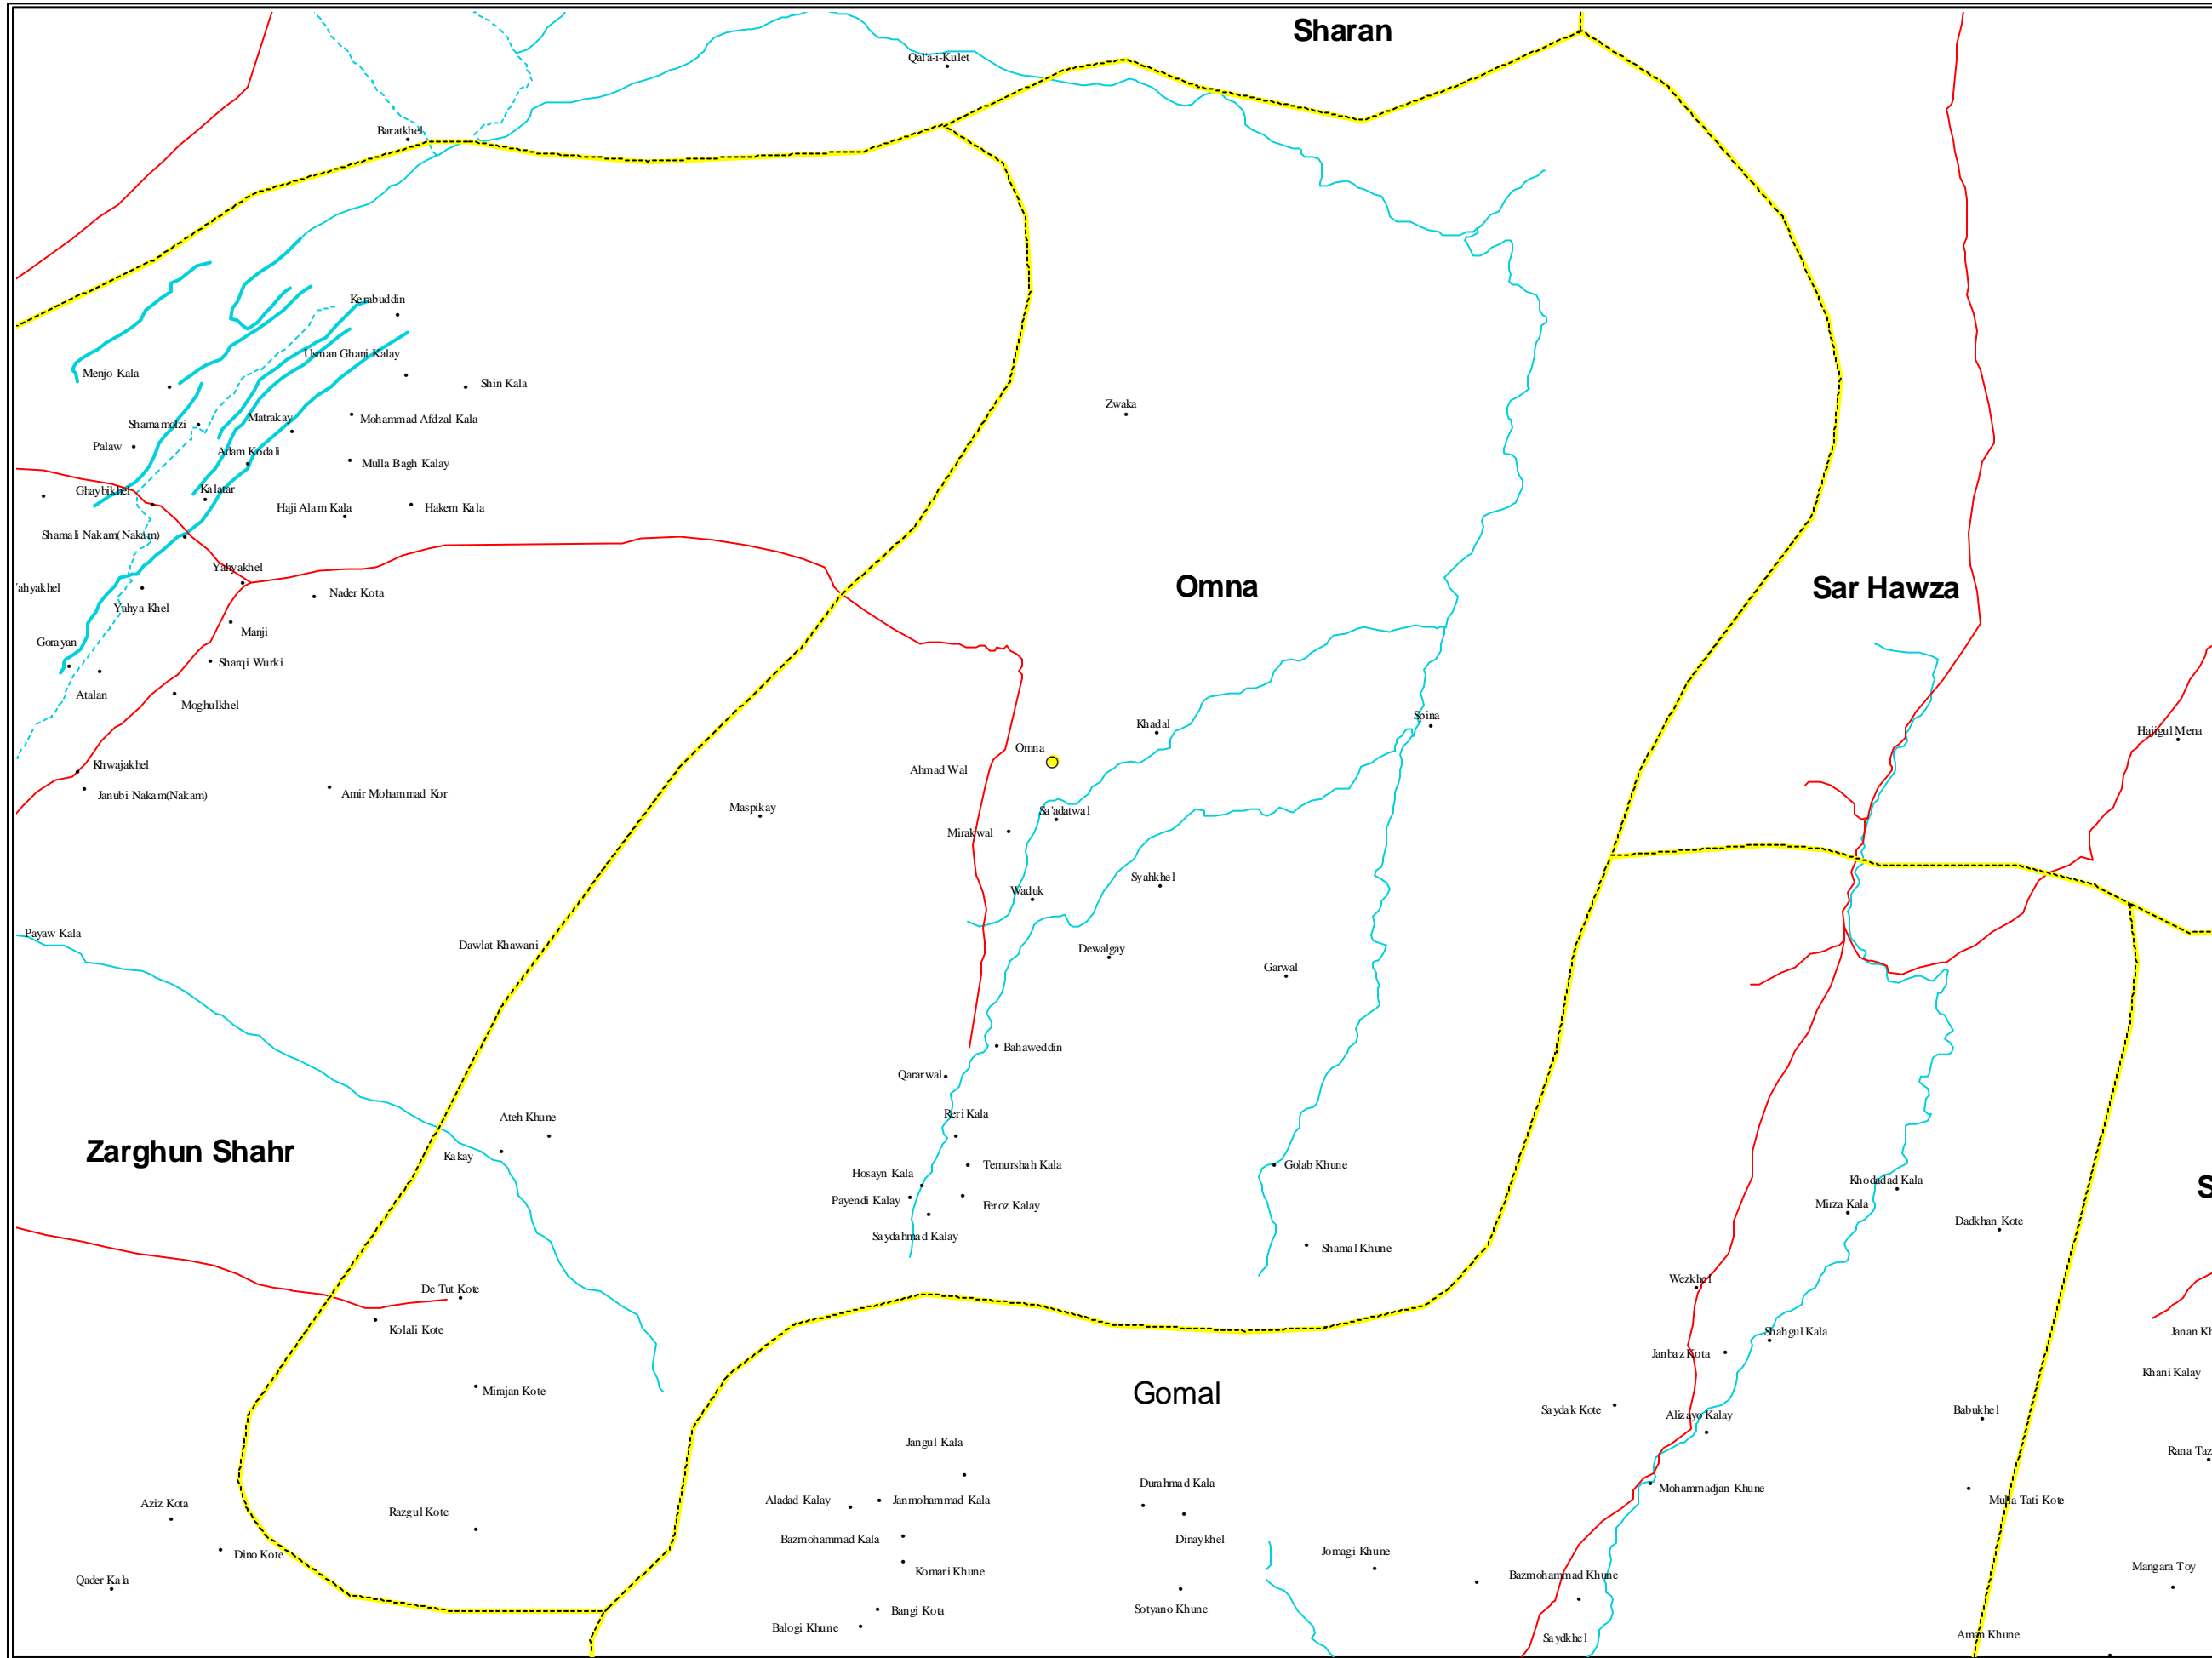 Sharan
Qal'a-i-Kulet
Baratkhel
Kerabuddin
Usman Ghani Kalay
Menjo Kala
Shin Kala
Zwaka
Shamamolzi
Matrakay
Mohammad Afdzal Kala
Palaw
Adam Kodali
Mulla Bagh Kalay
Ghaybikhel
Kalatar
Haji Alam Kala
Hakem Kala
Shamali Nakam(Nakam)
Yahyakhel
Omna
Sar Hawza
ahyakhel
Yahya Khel
Nader Kota
Manji
Gorayan
Sharqi Wurki
Atalan
Moghulkhel
Khadal
Spina
Hajigul Mena
Omna
Khwajakhel
Ahmad Wal
Janubi Nakam(Nakam)
Amir Mohammad Kor
Maspikay
Sa'adatwal
Mirakwal
Syahkhel
Waduk
Payaw Kala
Dawlat Khawani
Dewalgay
Garwal
Bahaweddin
Qararwal
Ateh Khune
Reri Kala
Zarghun Shahr
Kakay
Temurshah Kala
Golab Khune
Hosayn Kala
Khodadad Kala
S
Payendi Kalay
Feroz Kalay
Mirza Kala
Dadkhan Kote
Saydahmad Kalay
Shamal Khune
Wezkhel
De Tut Kote
Kolali Kote
Shahgul Kala
Janan Kh
Janbaz Kota
Khani Kalay
Mirajan Kote
Gomal
Saydak Kote
Alizayo Kalay
Babukhel
Jangul Kala
Rana Taz
Durahmad Kala
Mohammadjan Khune
Aziz Kota
Aladad Kalay
Janmohammad Kala
Mulla Tati Kote
Razgul Kote
Bazmohammad Kala
Dinaykhel
Dino Kote
Jomagi Khune
Komari Khune
Bazmohammad Khune
Mangara Toy
Qader Kala
Bangi Kota
Sotyano Khune
Balogi Khune
Saydkhel
Aman Khune